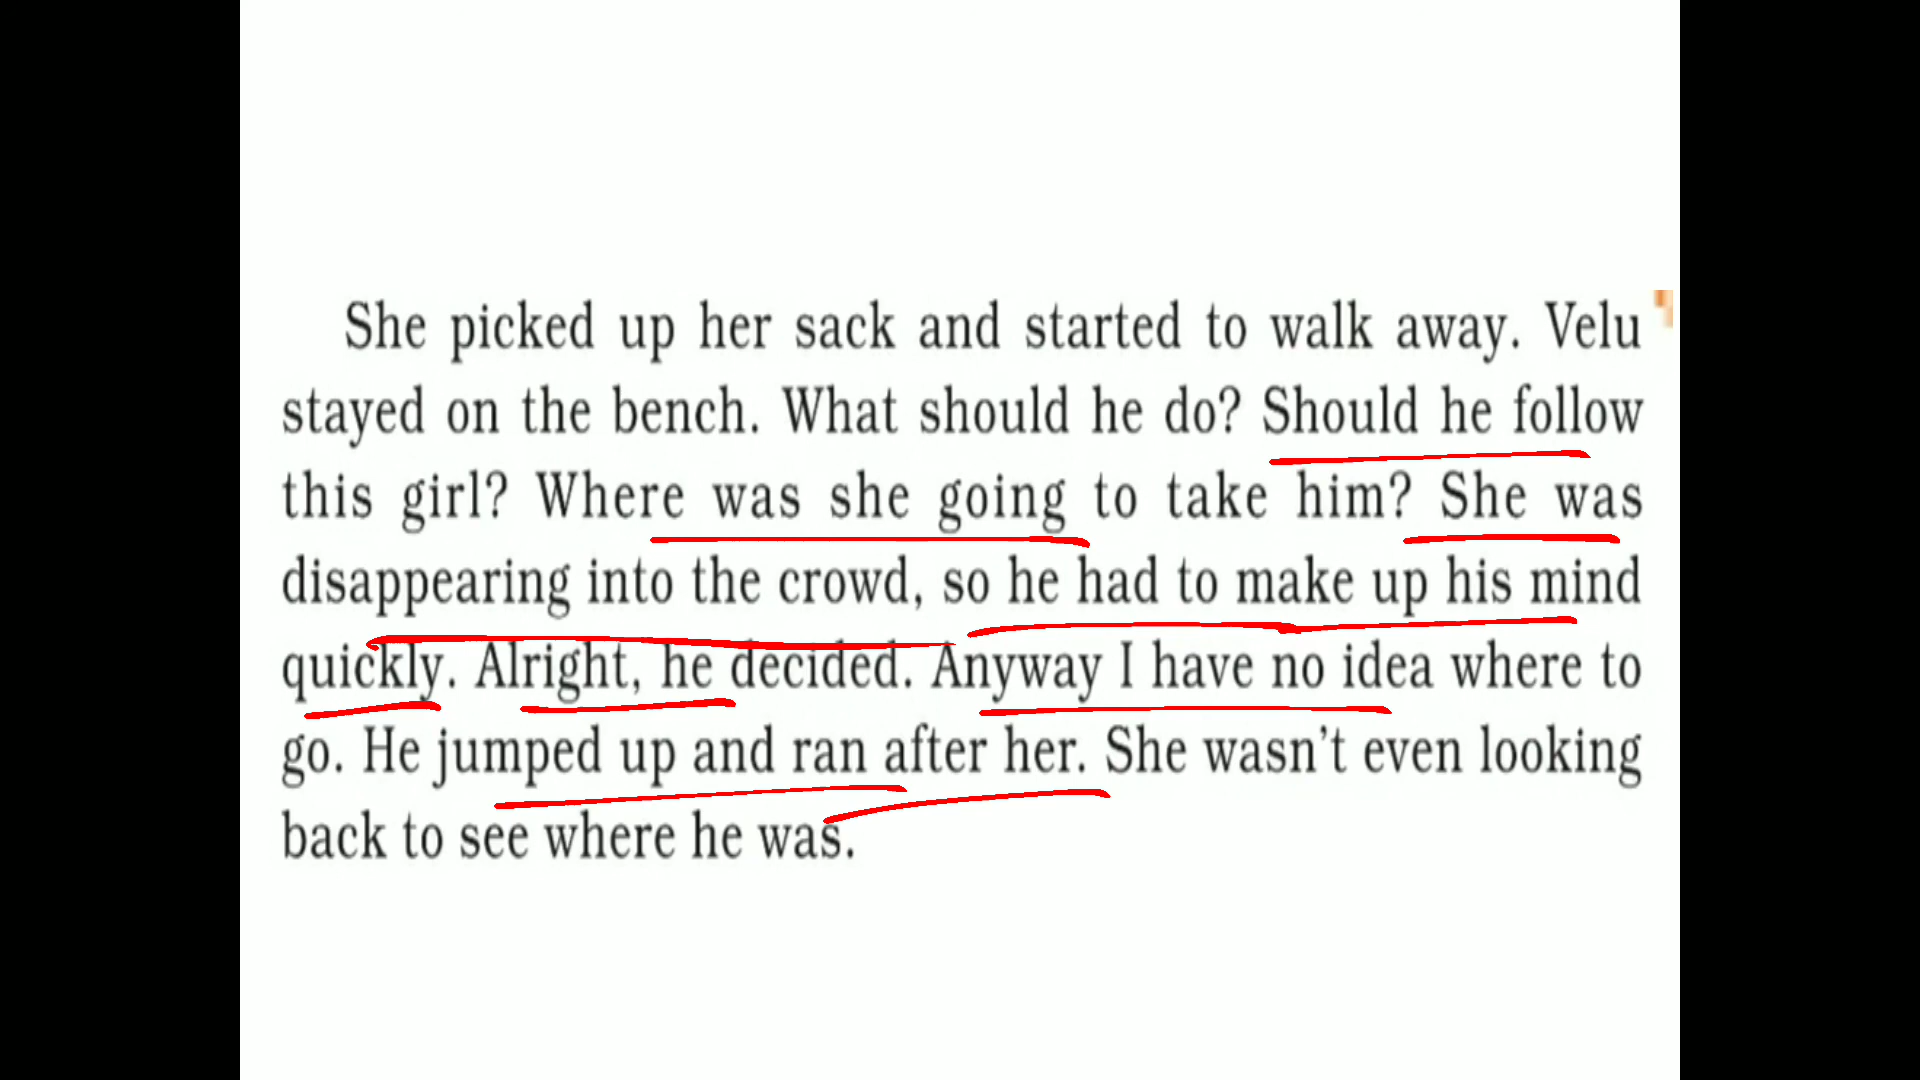 She picked up her sack and started to walk away. Velu
stayed on the bench. What should he do? Should he follow
this girl? Where was she going to take him? She was
disappearing into the crowd, so he had to make up his mind
quickly. Alright, he decided. Anyway I have no idea where to
go. He jumped up and ran after her. She wasn't even looking
back to see where he was.